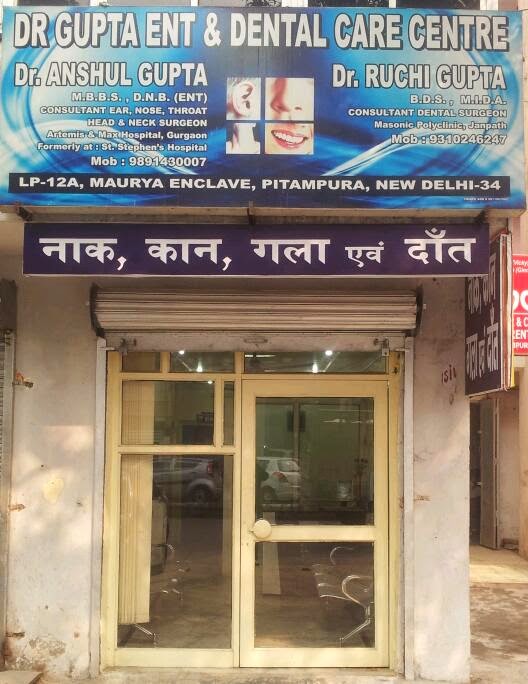 DR GUPTA ENT & DENTAL CARE CENTRE
Dr. ANSHUL GUPTA
M.B.B.S., D.N.B. (ENT)
CONSULTANT EAR, NOSE, THROAT
HEAD & NECK SURGEON
Artemis & Max Hospital, Gurgaon
Formerly at : St. Stephen's Hospital
Mob : 9891430007
Dr. RUCHI GUPTA
B.D.S. , M.I.D.A.
CONSULTANT DENTAL SURGEON
Masonic Polyclinic, Janpath
Mob : 9310246247
LP-12A, MAURYA ENCLAVE, PITAMPURA, NEW DELHI-34
नाक, कान, गला एवं दाँत
नाक, कान,
गला एवं दाँत